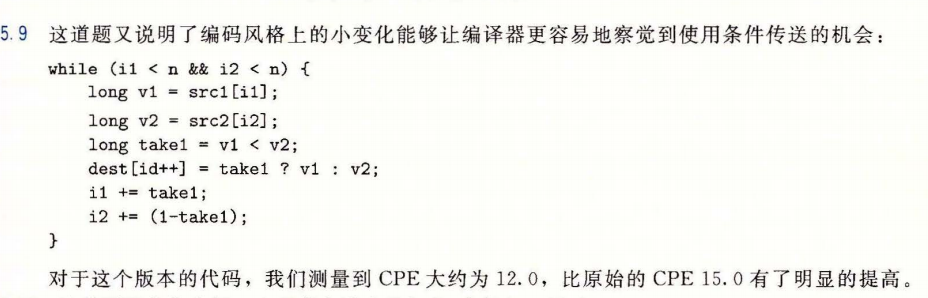 5.9 这道题又说明了编码风格上的小变化能够让编译器更容易地察觉到使用条件传送的机会：
while (i1 < n && i2 < n) {
    long v1 = src1[i1];
    long v2 = src2[i2];
    long take1 = v1 < v2;
    dest[id++] = take1 ? v1 : v2;
    i1 += take1;
    i2 += (1-take1);
}
对于这个版本的代码，我们测量到 CPE 大约为 12.0，比原始的 CPE 15.0 有了明显的提高。